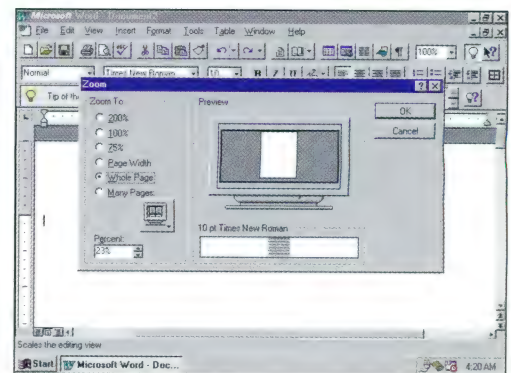 Microsoft Word - Document2
File Edit View Insert Format Tools Table Window Help
100%
Normal Times New Roman 10 B I U
Zoom
Tip of the
Zoom To
200%
100%
75%
Page Width
Whole Page
Many Pages:
Percent:
23%
Preview
10 pt Times New Roman
OK
Cancel
Scales the editing view
Start Microsoft Word - Doc... 4:20 AM